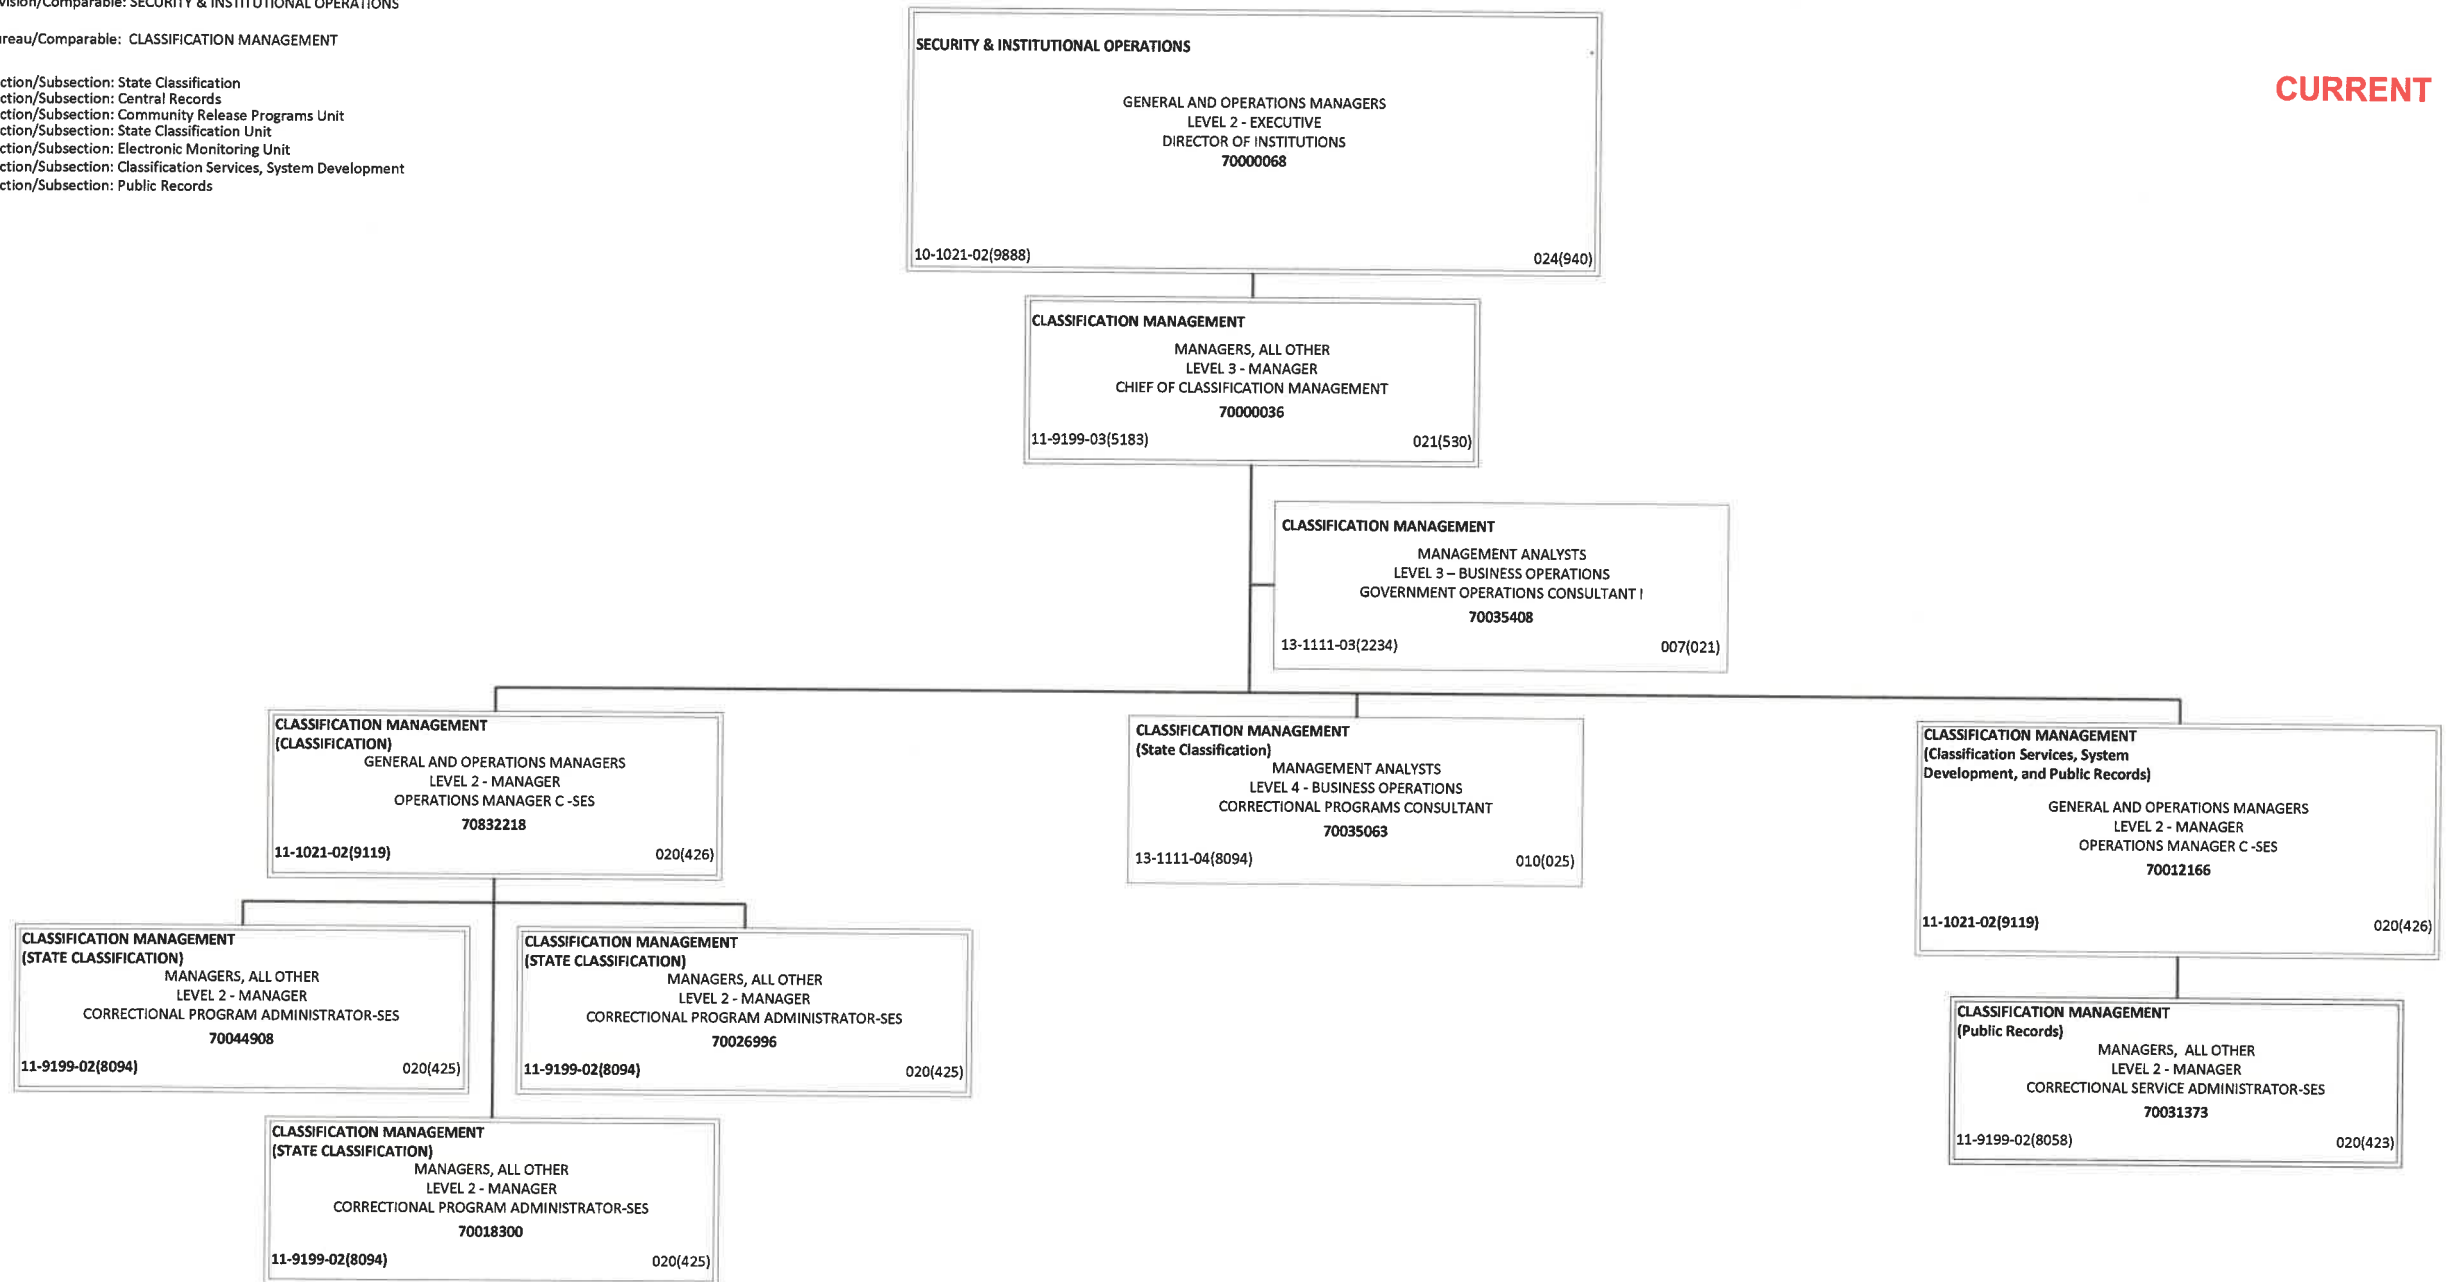 vision/Comparable: SECURITY & INSTITUTIONAL OPERATIONS
ureau/Comparable: CLASSIFICATION MANAGEMENT
ction/Subsection: State Classification
ction/Subsection: Central Records
ction/Subsection: Community Release Programs Unit
ction/Subsection: State Classification Unit
ction/Subsection: Electronic Monitoring Unit
ction/Subsection: Classification Services, System Development
ction/Subsection: Public Records
CURRENT
SECURITY & INSTITUTIONAL OPERATIONS
GENERAL AND OPERATIONS MANAGERS
LEVEL 2 - EXECUTIVE
DIRECTOR OF INSTITUTIONS
70000068
10-1021-02(9888) 024(940)
CLASSIFICATION MANAGEMENT
MANAGERS, ALL OTHER
LEVEL 3 - MANAGER
CHIEF OF CLASSIFICATION MANAGEMENT
70000036
11-9199-03(5183) 021(530)
CLASSIFICATION MANAGEMENT
MANAGEMENT ANALYSTS
LEVEL 3 – BUSINESS OPERATIONS
GOVERNMENT OPERATIONS CONSULTANT I
70035408
13-1111-03(2234) 007(021)
CLASSIFICATION MANAGEMENT
(CLASSIFICATION)
GENERAL AND OPERATIONS MANAGERS
LEVEL 2 - MANAGER
OPERATIONS MANAGER C -SES
70832218
11-1021-02(9119) 020(426)
CLASSIFICATION MANAGEMENT
(State Classification)
MANAGEMENT ANALYSTS
LEVEL 4 - BUSINESS OPERATIONS
CORRECTIONAL PROGRAMS CONSULTANT
70035063
13-1111-04(8094) 010(025)
CLASSIFICATION MANAGEMENT
(Classification Services, System
Development, and Public Records)
GENERAL AND OPERATIONS MANAGERS
LEVEL 2 - MANAGER
OPERATIONS MANAGER C -SES
70012166
11-1021-02(9119) 020(426)
CLASSIFICATION MANAGEMENT
(STATE CLASSIFICATION)
MANAGERS, ALL OTHER
LEVEL 2 - MANAGER
CORRECTIONAL PROGRAM ADMINISTRATOR-SES
70044908
11-9199-02(8094) 020(425)
CLASSIFICATION MANAGEMENT
(STATE CLASSIFICATION)
MANAGERS, ALL OTHER
LEVEL 2 - MANAGER
CORRECTIONAL PROGRAM ADMINISTRATOR-SES
70026996
11-9199-02(8094) 020(425)
CLASSIFICATION MANAGEMENT
(Public Records)
MANAGERS, ALL OTHER
LEVEL 2 - MANAGER
CORRECTIONAL SERVICE ADMINISTRATOR-SES
70031373
11-9199-02(8058) 020(423)
CLASSIFICATION MANAGEMENT
(STATE CLASSIFICATION)
MANAGERS, ALL OTHER
LEVEL 2 - MANAGER
CORRECTIONAL PROGRAM ADMINISTRATOR-SES
70018300
11-9199-02(8094) 020(425)